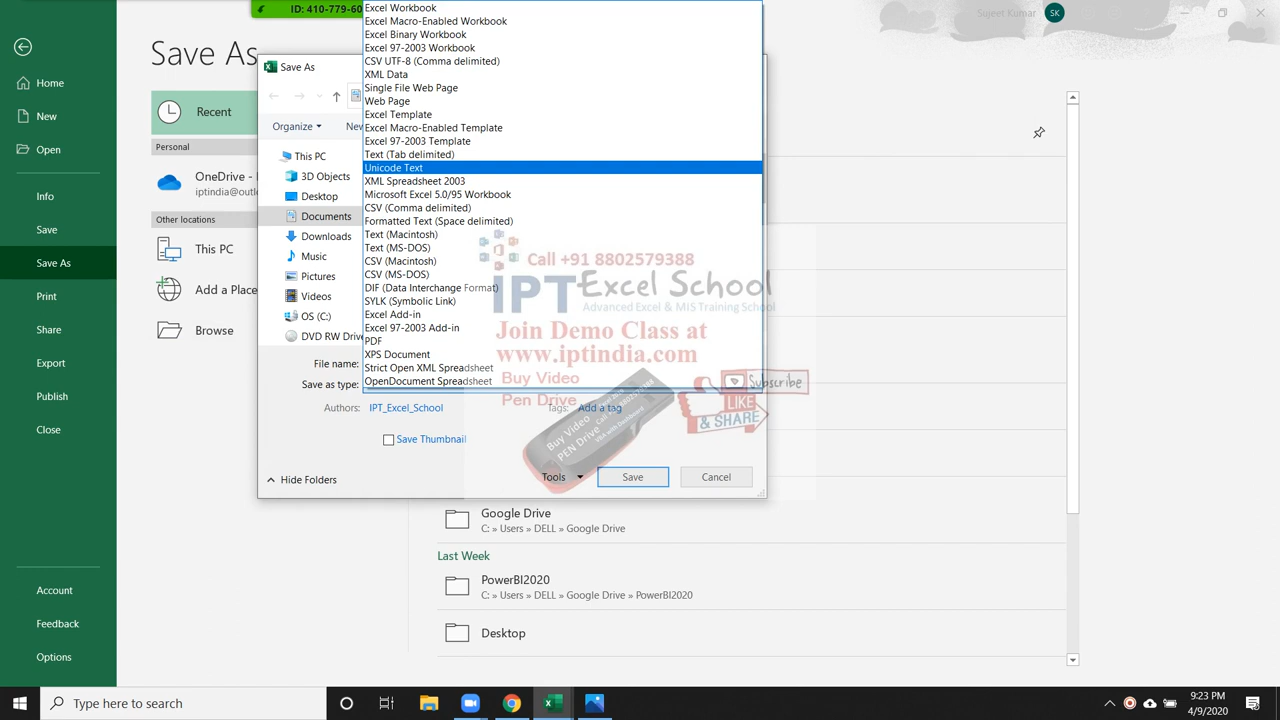 ID: 410-779-60
Sujeet Kumar
SK
Save As
Home
New
Open
Info
Save
Save As
Print
Share
Export
Publish
Close
Account
Feedback
Options
Recent
Personal
OneDrive -
iptindia@outlo
Other locations
This PC
Add a Place
Browse
Save As
Organize
New
This PC
3D Objects
Desktop
Documents
Downloads
Music
Pictures
Videos
OS (C:)
DVD RW Drive
Excel Workbook
Excel Macro-Enabled Workbook
Excel Binary Workbook
Excel 97-2003 Workbook
CSV UTF-8 (Comma delimited)
XML Data
Single File Web Page
Web Page
Excel Template
Excel Macro-Enabled Template
Excel 97-2003 Template
Text (Tab delimited)
Unicode Text
XML Spreadsheet 2003
Microsoft Excel 5.0/95 Workbook
CSV (Comma delimited)
Formatted Text (Space delimited)
Text (Macintosh)
Text (MS-DOS)
CSV (Macintosh)
CSV (MS-DOS)
DIF (Data Interchange Format)
SYLK (Symbolic Link)
Excel Add-in
Excel 97-2003 Add-in
PDF
XPS Document
Strict Open XML Spreadsheet
OpenDocument Spreadsheet
File name:
Save as type:
Authors: IPT_Excel_School
Tags: Add a tag
Save Thumbnail
Hide Folders
Tools
Save
Cancel
Call +91 8802579388
IPT Excel School
Advanced Excel & MIS Training School
Join Demo Class at
www.iptindia.com
Buy Video
Pen Drive
Buy Video
PEN Drive
Subscribe
LIKE
& SHARE
Google Drive
C: » Users » DELL » Google Drive
Last Week
PowerBI2020
C: » Users » DELL » Google Drive » PowerBI2020
Desktop
Type here to search
9:23 PM
4/9/2020